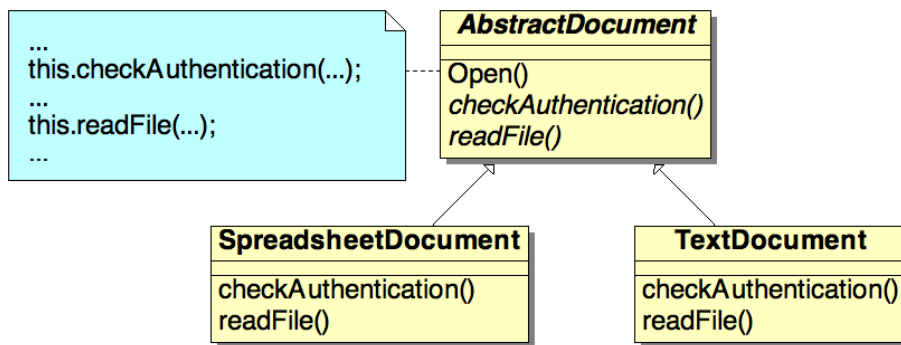 ...
this.checkAuthentication(...);
...
this.readFile(...);
...
AbstractDocument
Open()
checkAuthentication()
readFile()
SpreadsheetDocument
checkAuthentication()
readFile()
TextDocument
checkAuthentication()
readFile()